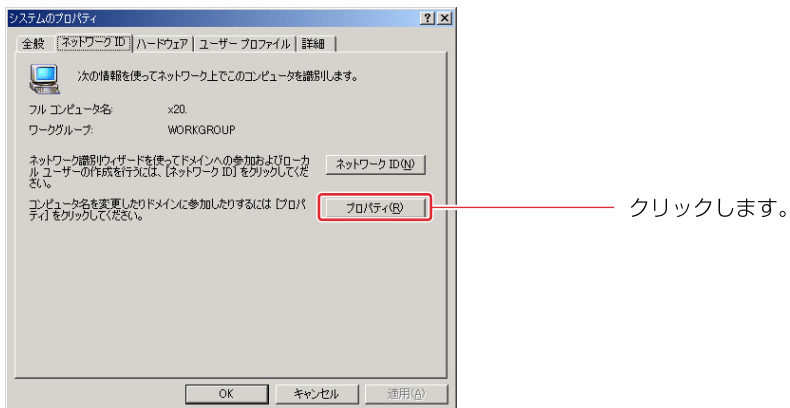 システムのプロパティ
全般 ネットワーク ID ハードウェア ユーザー プロファイル 詳細
次の情報を使ってネットワーク上でこのコンピュータを識別します。
フル コンピュータ名: x20.
ワークグループ: WORKGROUP
ネットワーク識別ウィザードを使ってドメインへの参加およびローカ
ル ユーザーの作成を行うには、[ネットワーク ID] をクリックしてくだ
さい。
ネットワーク ID(N)
コンピュータ名を変更したりドメインに参加したりするには [プロパ
ティ] をクリックしてください。
プロパティ(R)
クリックします。
OK キャンセル 適用(A)